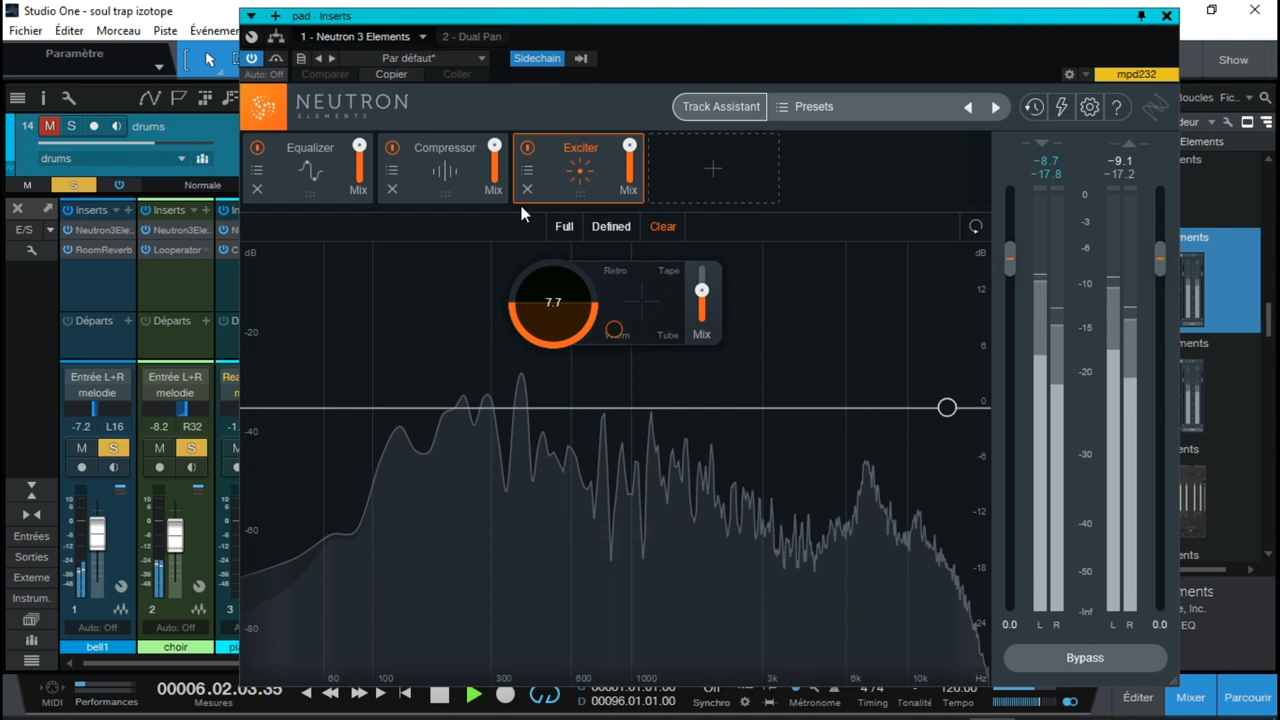 Studio One - soul trap izotope
pad - Inserts
Fichier Éditer Morceau Piste
Paramètre
1 - Neutron 3 Elements
2 - Dual Pan
Par défaut*
Sidechain
Auto: Off
Comparer
Copier
Coller
mpd232
Show
NEUTRON
ELEMENTS
Track Assistant
Presets
14 M S drums
drums
M S Normale
Equalizer
Mix
Compressor
Mix
Exciter
Mix
Full Defined Clear
E/S
Inserts
Neutron3Ele:
RoomReverb
Départs
Inserts
Neutron3Ele:
Looperator
Départs
Retro Tape
7.7
Warm Tube
Mix
dB
-20
-40
-60
-80
dB
12
6
0
-6
-12
-18
-24
60 100 300 600 1000 3k 6k 10k Hz
-8.7
-17.8
-9.1
-17.2
0
-3
-6
-10
-15
-20
-30
-40
-50
-Inf
0.0 L R L R 0.0
Bypass
Entrée L+R
melodie
-7.2 L16
M S
Entrée L+R
melodie
-8.2 R32
M S
Entrées
Sorties
Externe
Instrum.
1
Auto: Off
bell1
2
Auto: Off
choir
3
MIDI
Performances
00006.02.03.35
Mesures
00096.01.01.00
Off
Synchro
Métronome
4 / 4
Timing
Tonalité
120.00
Tempo
Éditer
Mixer
Parcourir
Elements
EQ